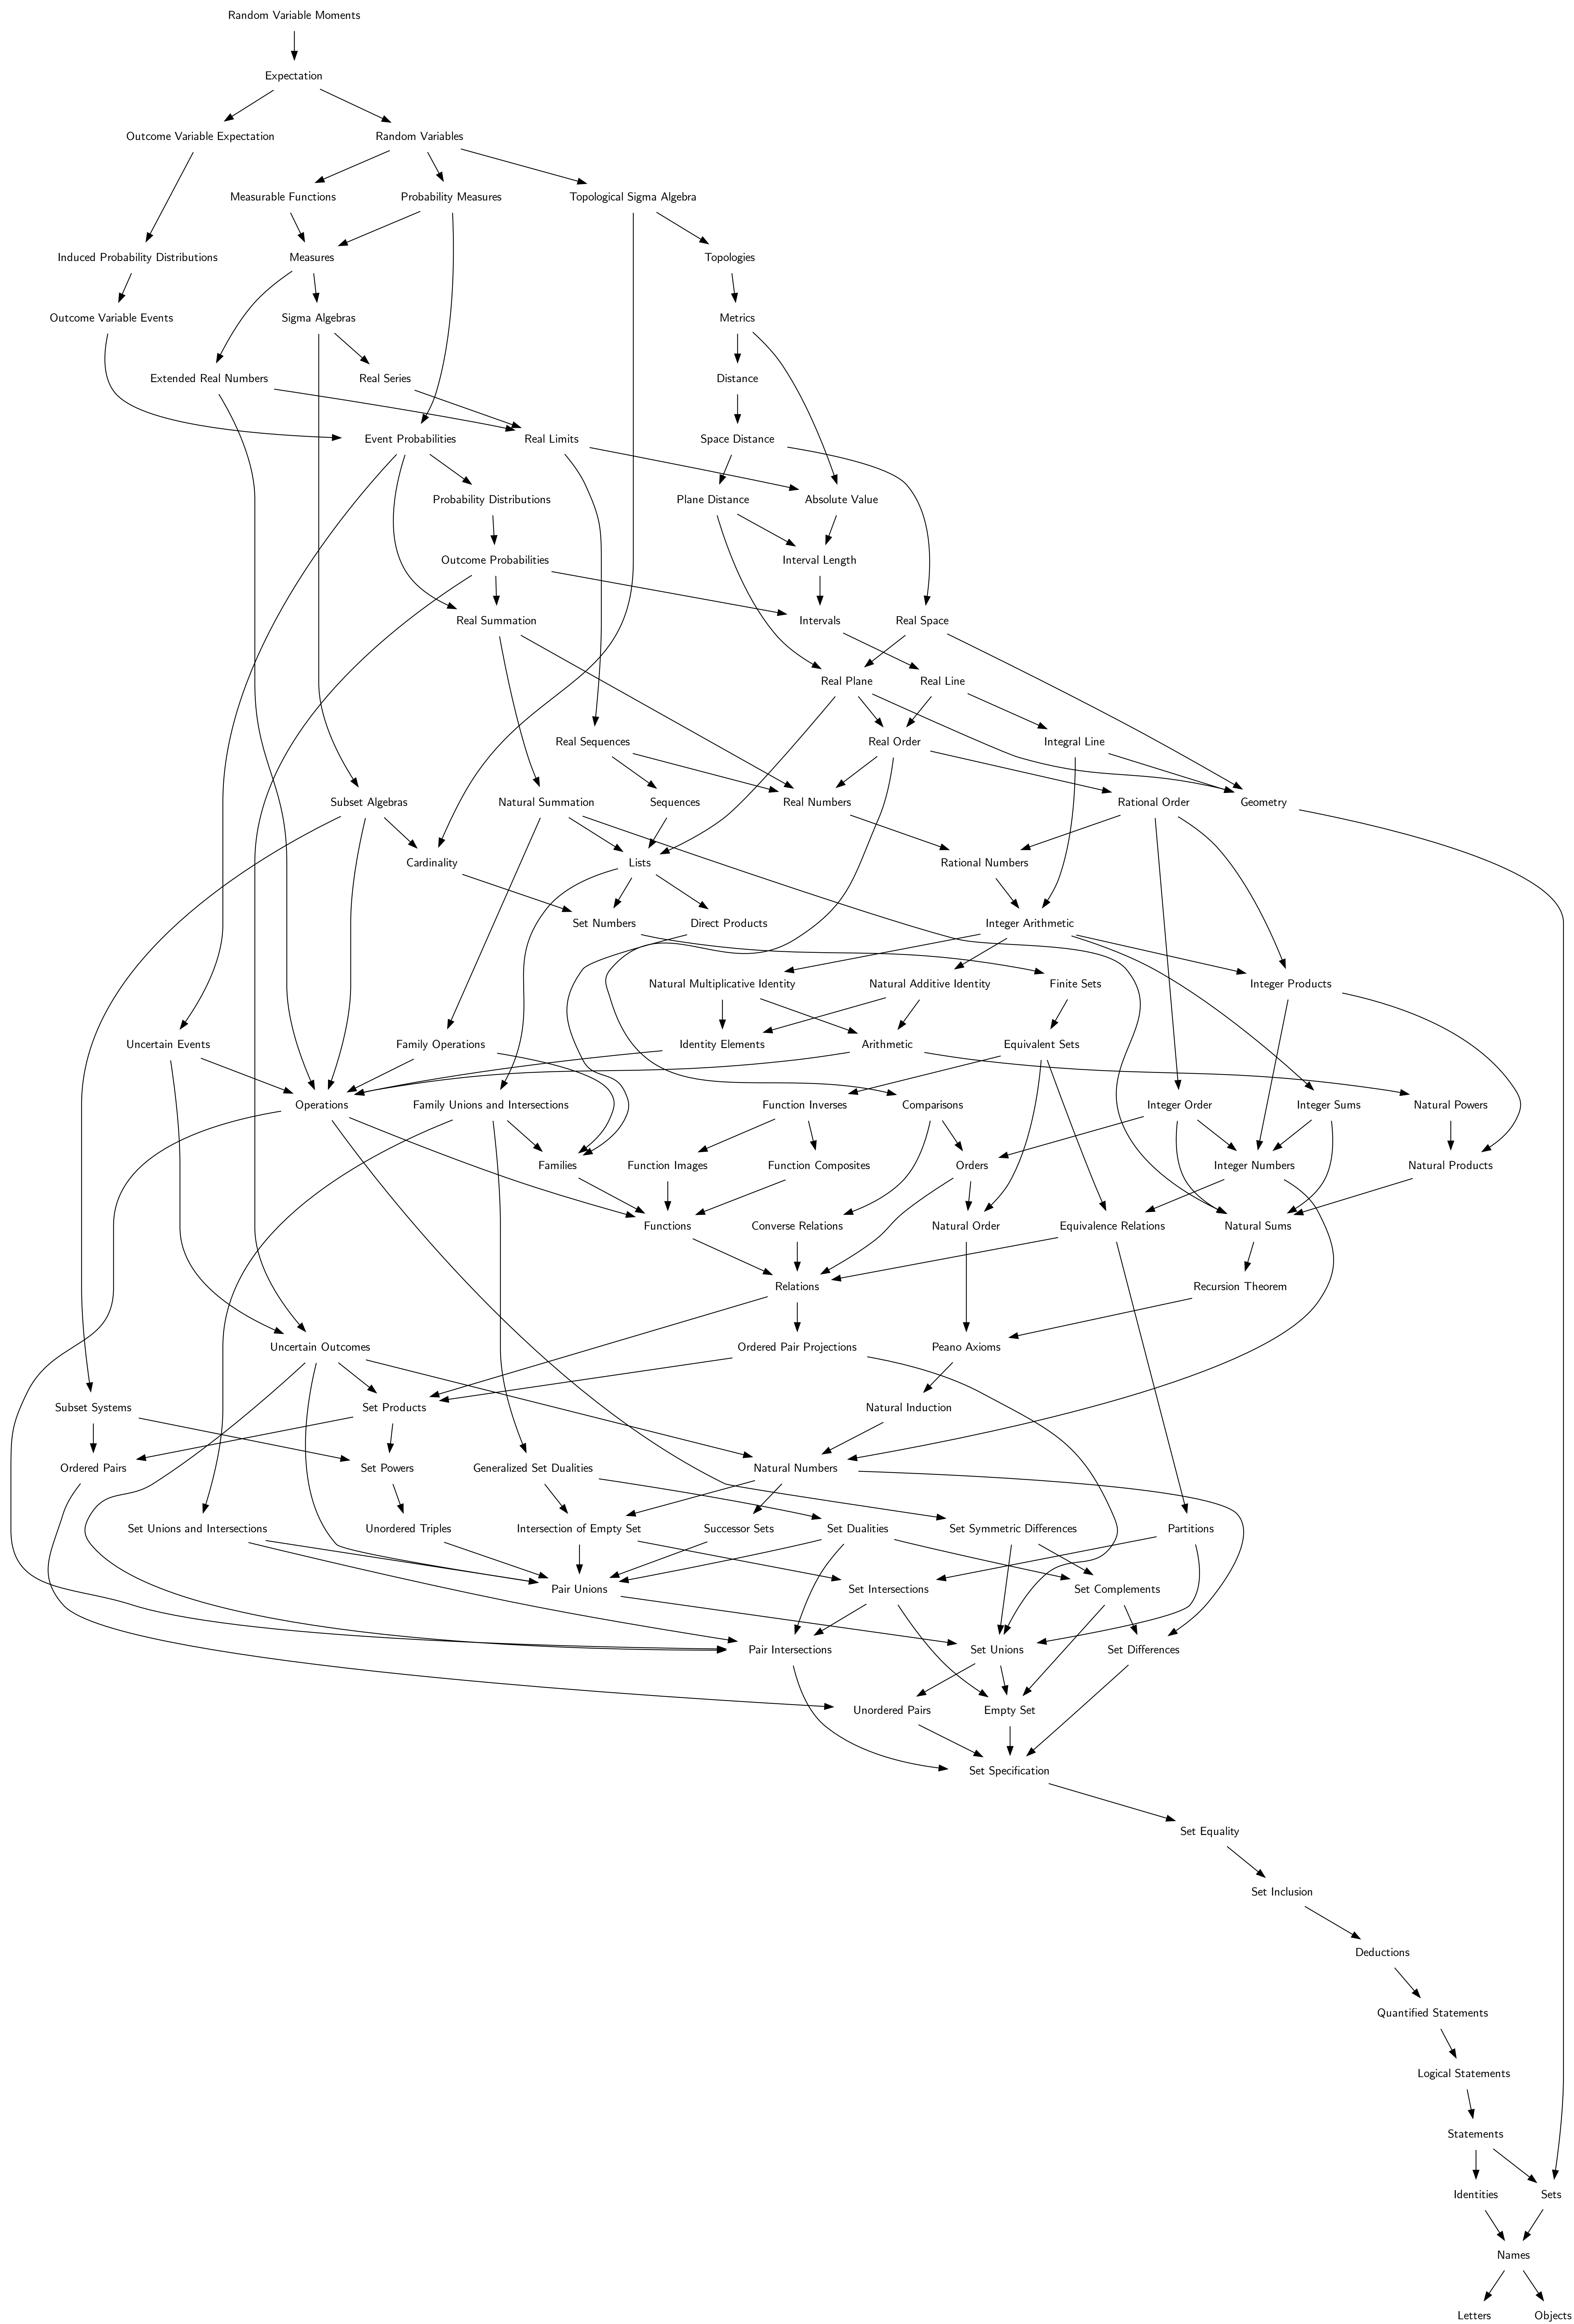 Random Variable Moments
Expectation
Outcome Variable Expectation
Random Variables
Measurable Functions
Probability Measures
Topological Sigma Algebra
Induced Probability Distributions
Measures
Topologies
Outcome Variable Events
Sigma Algebras
Metrics
Extended Real Numbers
Real Series
Distance
Event Probabilities
Real Limits
Space Distance
Probability Distributions
Plane Distance
Absolute Value
Outcome Probabilities
Interval Length
Real Summation
Intervals
Real Space
Real Plane
Real Line
Real Sequences
Real Order
Integral Line
Subset Algebras
Natural Summation
Sequences
Real Numbers
Rational Order
Geometry
Cardinality
Lists
Rational Numbers
Set Numbers
Direct Products
Integer Arithmetic
Natural Multiplicative Identity
Natural Additive Identity
Finite Sets
Integer Products
Uncertain Events
Family Operations
Identity Elements
Arithmetic
Equivalent Sets
Operations
Family Unions and Intersections
Function Inverses
Comparisons
Integer Order
Integer Sums
Natural Powers
Families
Function Images
Function Composites
Orders
Integer Numbers
Natural Products
Functions
Converse Relations
Natural Order
Equivalence Relations
Natural Sums
Relations
Recursion Theorem
Uncertain Outcomes
Ordered Pair Projections
Peano Axioms
Subset Systems
Set Products
Natural Induction
Ordered Pairs
Set Powers
Generalized Set Dualities
Natural Numbers
Set Unions and Intersections
Unordered Triples
Intersection of Empty Set
Successor Sets
Set Dualities
Set Symmetric Differences
Partitions
Pair Unions
Set Intersections
Set Complements
Pair Intersections
Set Unions
Set Differences
Unordered Pairs
Empty Set
Set Specification
Set Equality
Set Inclusion
Deductions
Quantified Statements
Logical Statements
Statements
Identities
Sets
Names
Letters
Objects